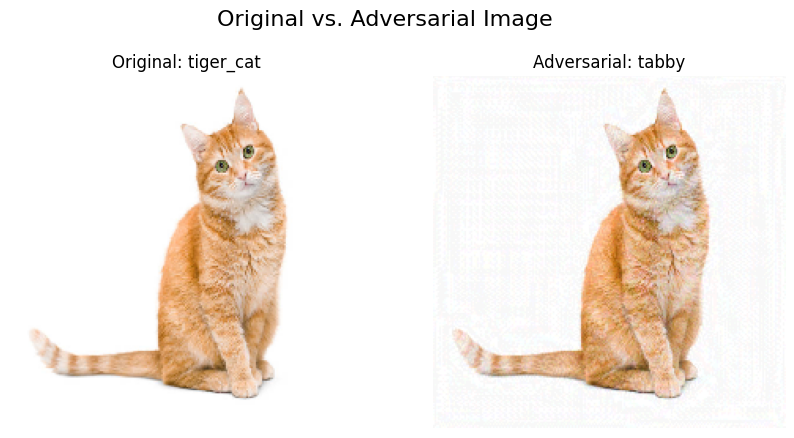 Original vs. Adversarial Image
Original: tiger_cat
Adversarial: tabby